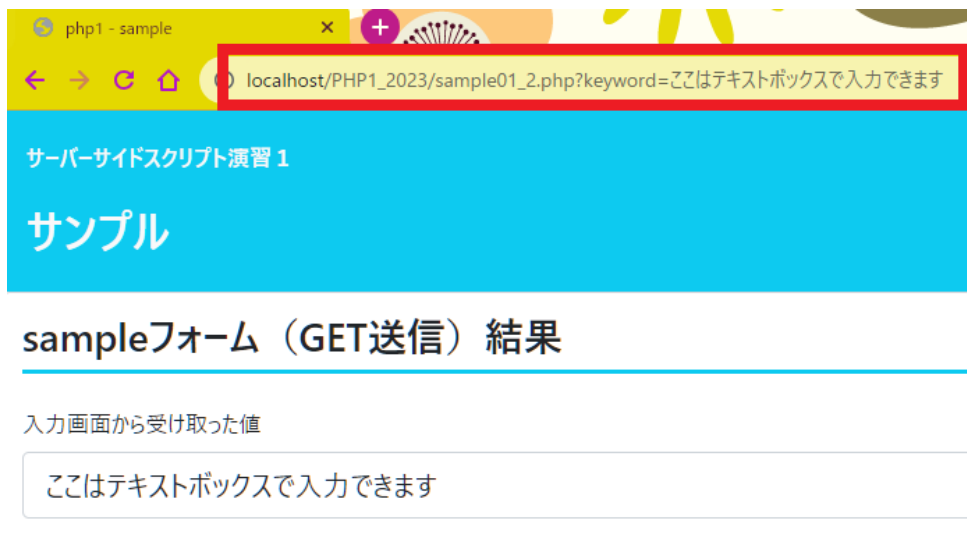 php1 - sample
localhost/PHP1_2023/sample01_2.php?keyword=ここはテキストボックスで入力できます
サーバーサイドスクリプト演習 1
サンプル
sampleフォーム（GET送信）結果
入力画面から受け取った値
ここはテキストボックスで入力できます